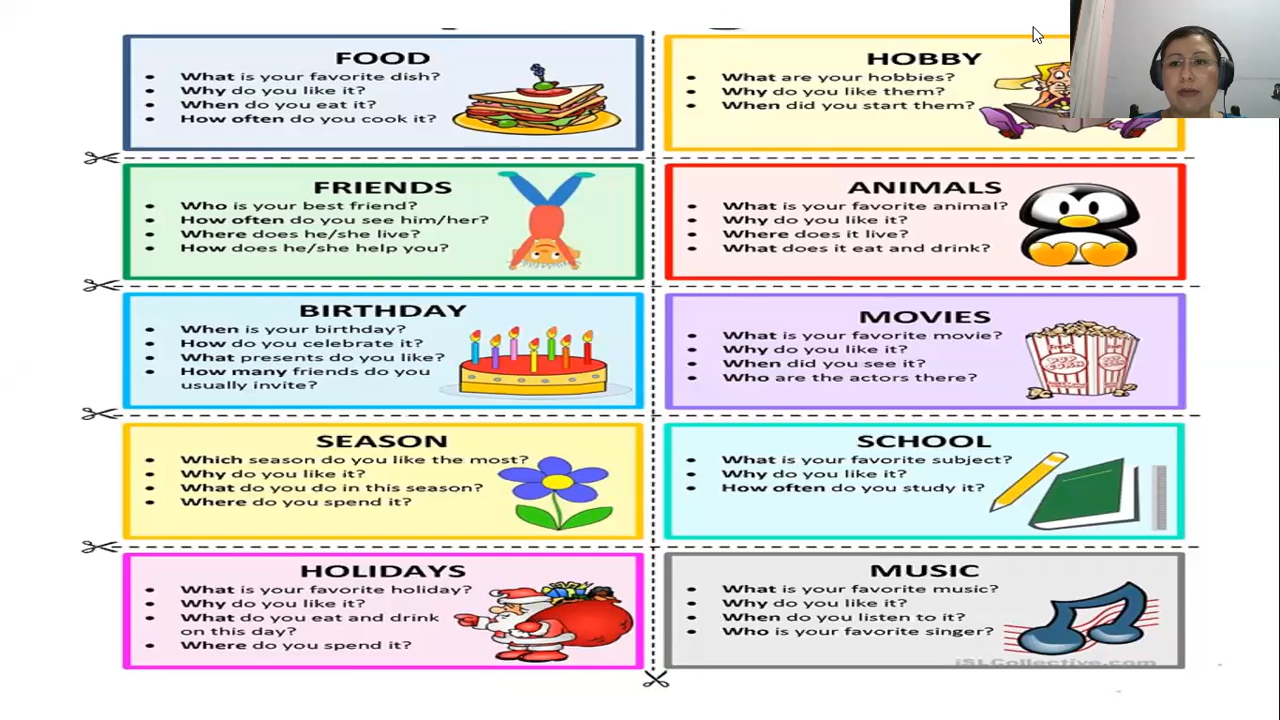 FOOD
What is your favorite dish?
Why do you like it?
When do you eat it?
How often do you cook it?
HOBBY
What are your hobbies?
Why do you like them?
When did you start them?
FRIENDS
Who is your best friend?
How often do you see him/her?
Where does he/she live?
How does he/she help you?
ANIMALS
What is your favorite animal?
Why do you like it?
Where does it live?
What does it eat and drink?
BIRTHDAY
When is your birthday?
How do you celebrate it?
What presents do you like?
How many friends do you
usually invite?
MOVIES
What is your favorite movie?
Why do you like it?
When did you see it?
Who are the actors there?
SEASON
Which season do you like the most?
Why do you like it?
What do you do in this season?
Where do you spend it?
SCHOOL
What is your favorite subject?
Why do you like it?
How often do you study it?
HOLIDAYS
What is your favorite holiday?
Why do you like it?
What do you eat and drink
on this day?
Where do you spend it?
MUSIC
What is your favorite music?
Why do you like it?
When do you listen to it?
Who is your favorite singer?
iSLCollective.com